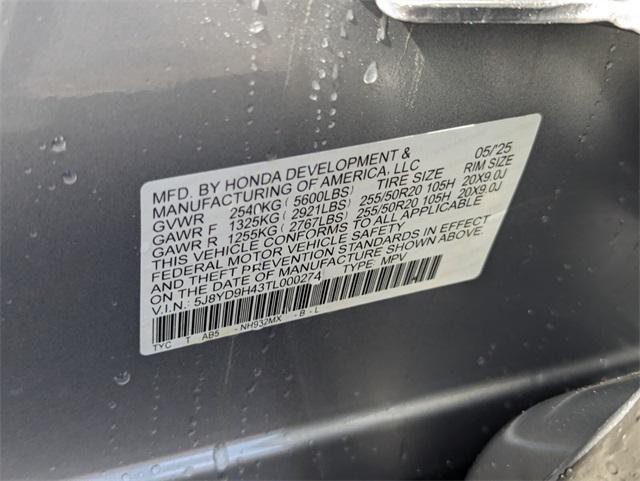 MFD. BY HONDA DEVELOPMENT & 05/'25
MANUFACTURING OF AMERICA, LLC
GVWR 2540KG (5600LBS) TIRE SIZE RIM SIZE
GAWR F 1325KG (2921LBS) 255/50R20 105H 20X9.0J
GAWR R 1255KG (2767LBS) 255/50R20 105H 20X9.0J
THIS VEHICLE CONFORMS TO ALL APPLICABLE
FEDERAL MOTOR VEHICLE SAFETY
AND THEFT PREVENTION STANDARDS IN EFFECT
ON THE DATE OF MANUFACTURE SHOWN ABOVE.
V.I.N.: 5J8YD9H43TL000274 TYPE: MPV
TYC T AB5 - NH932MX - B - L